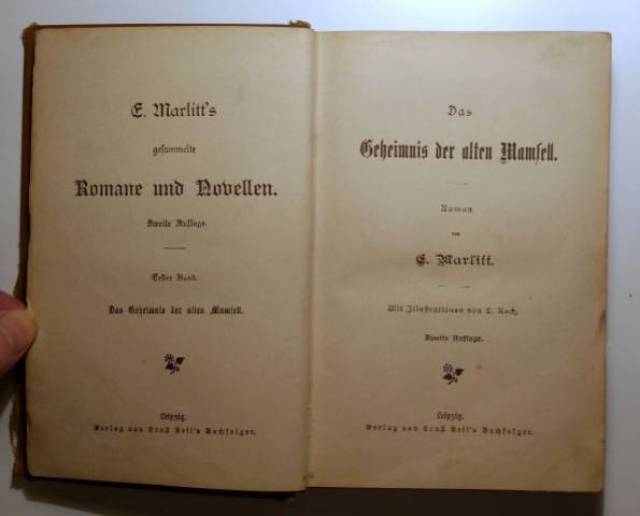 E. Marlitt's
gesammelte
Romane und Novellen.
Zweite Auflage.
Erster Band.
Das Geheimnis der alten Mamsell.
Leipzig.
Verlag von Ernst Keil's Nachfolger.
Das
Geheimnis der alten Mamsell.
Roman
von
E. Marlitt.
Mit Illustrationen von C. Koch.
Zweite Auflage.
Leipzig.
Verlag von Ernst Keil's Nachfolger.